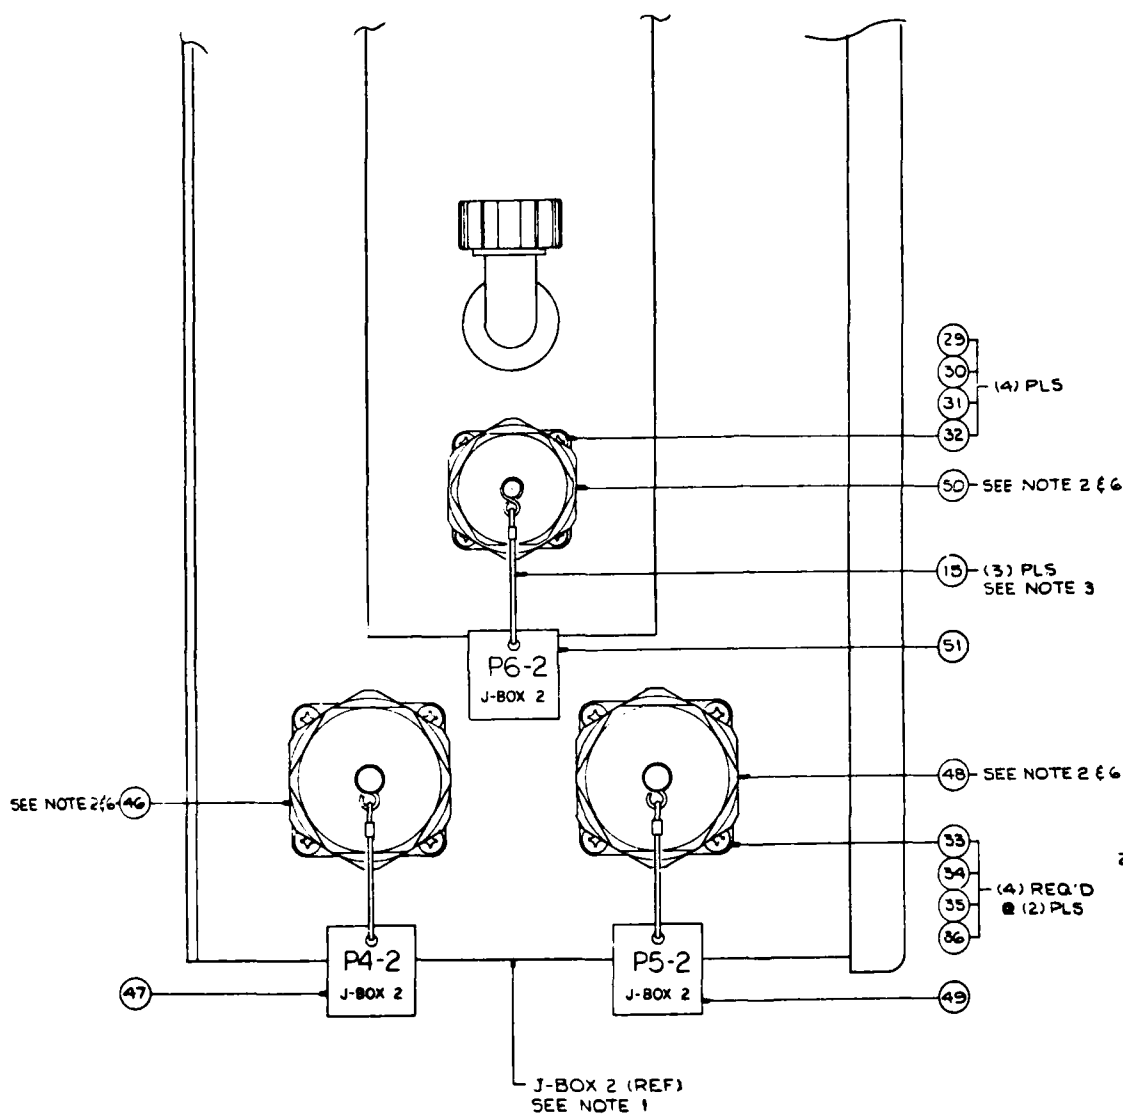 29
30
31
32
(4) PLS
50 SEE NOTE 2 & 6
15 (3) PLS
SEE NOTE 3
51
P6-2
J-BOX 2
48 SEE NOTE 2 & 6
SEE NOTE 2&6 46
33
34
35
36
(4) REQ'D
@ (2) PLS
P4-2
J-BOX 2
P5-2
J-BOX 2
47
49
J-BOX 2 (REF)
SEE NOTE 1
2